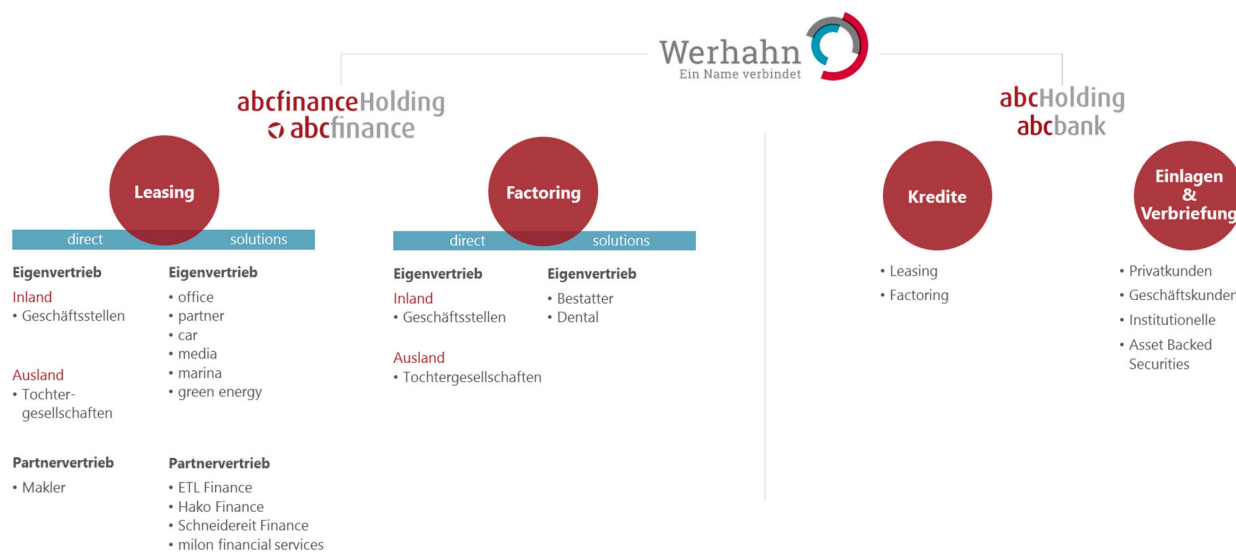 Werhahn
Ein Name verbindet
abcfinanceHolding
abcfinance
abcHolding
abcbank
Leasing
direct
solutions
Eigenvertrieb
Inland
• Geschäftsstellen
Ausland
• Tochter-
gesellschaften
Partnervertrieb
• Makler
Eigenvertrieb
• office
• partner
• car
• media
• marina
• green energy
Partnervertrieb
• ETL Finance
• Hako Finance
• Schneidereit Finance
• milon financial services
Factoring
direct
solutions
Eigenvertrieb
Inland
• Geschäftsstellen
Ausland
• Tochtergesellschaften
Eigenvertrieb
• Bestatter
• Dental
Kredite
• Leasing
• Factoring
Einlagen
&
Verbriefung
• Privatkunden
• Geschäftskunden
• Institutionelle
• Asset Backed
Securities